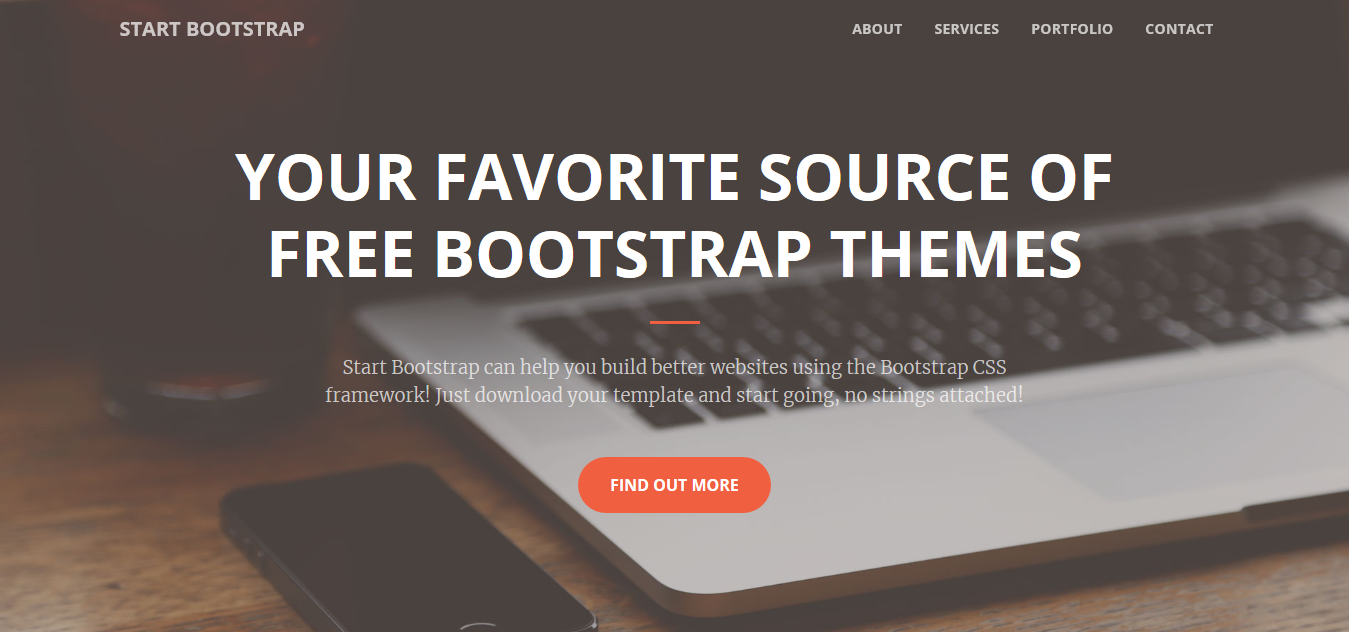 START BOOTSTRAP
ABOUT SERVICES PORTFOLIO CONTACT
YOUR FAVORITE SOURCE OF
FREE BOOTSTRAP THEMES
Start Bootstrap can help you build better websites using the Bootstrap CSS
framework! Just download your template and start going, no strings attached!
FIND OUT MORE